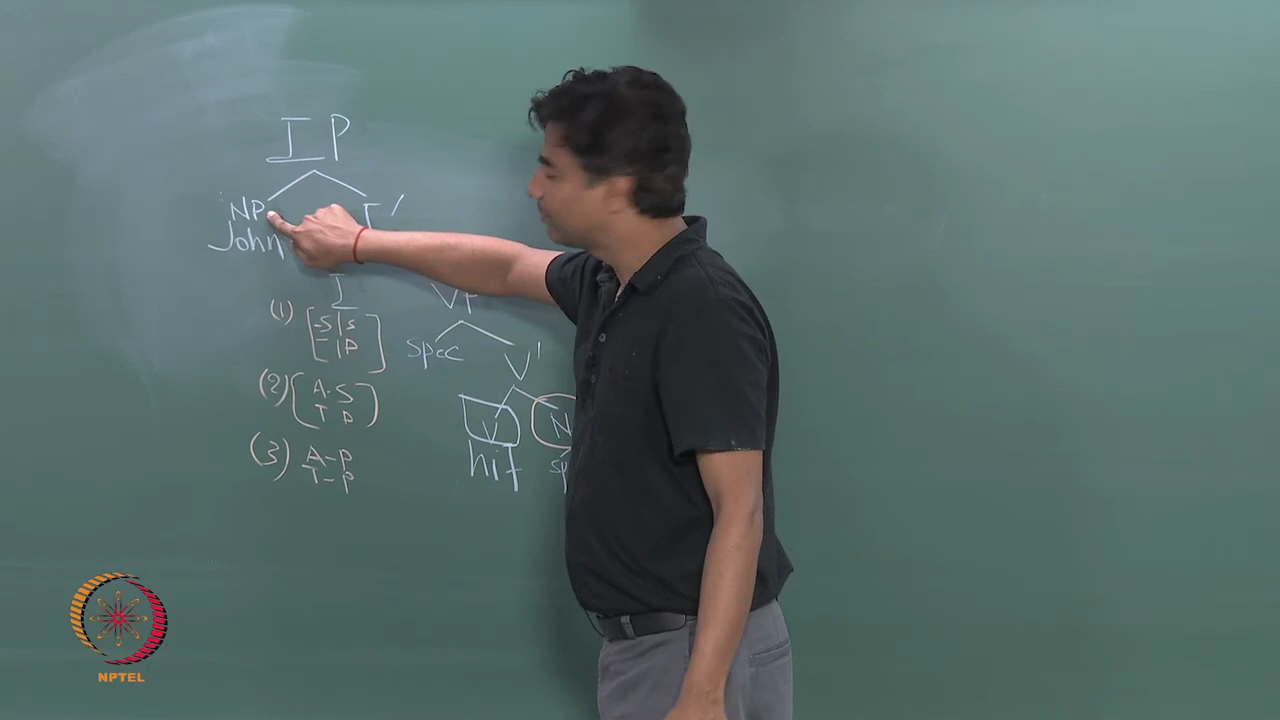 IP
NP I'
John
I VP
(1) -S | S
- | P
spec V'
(2) A - S
T P
V N
(3) A - P
T - P
hit sp
NPTEL